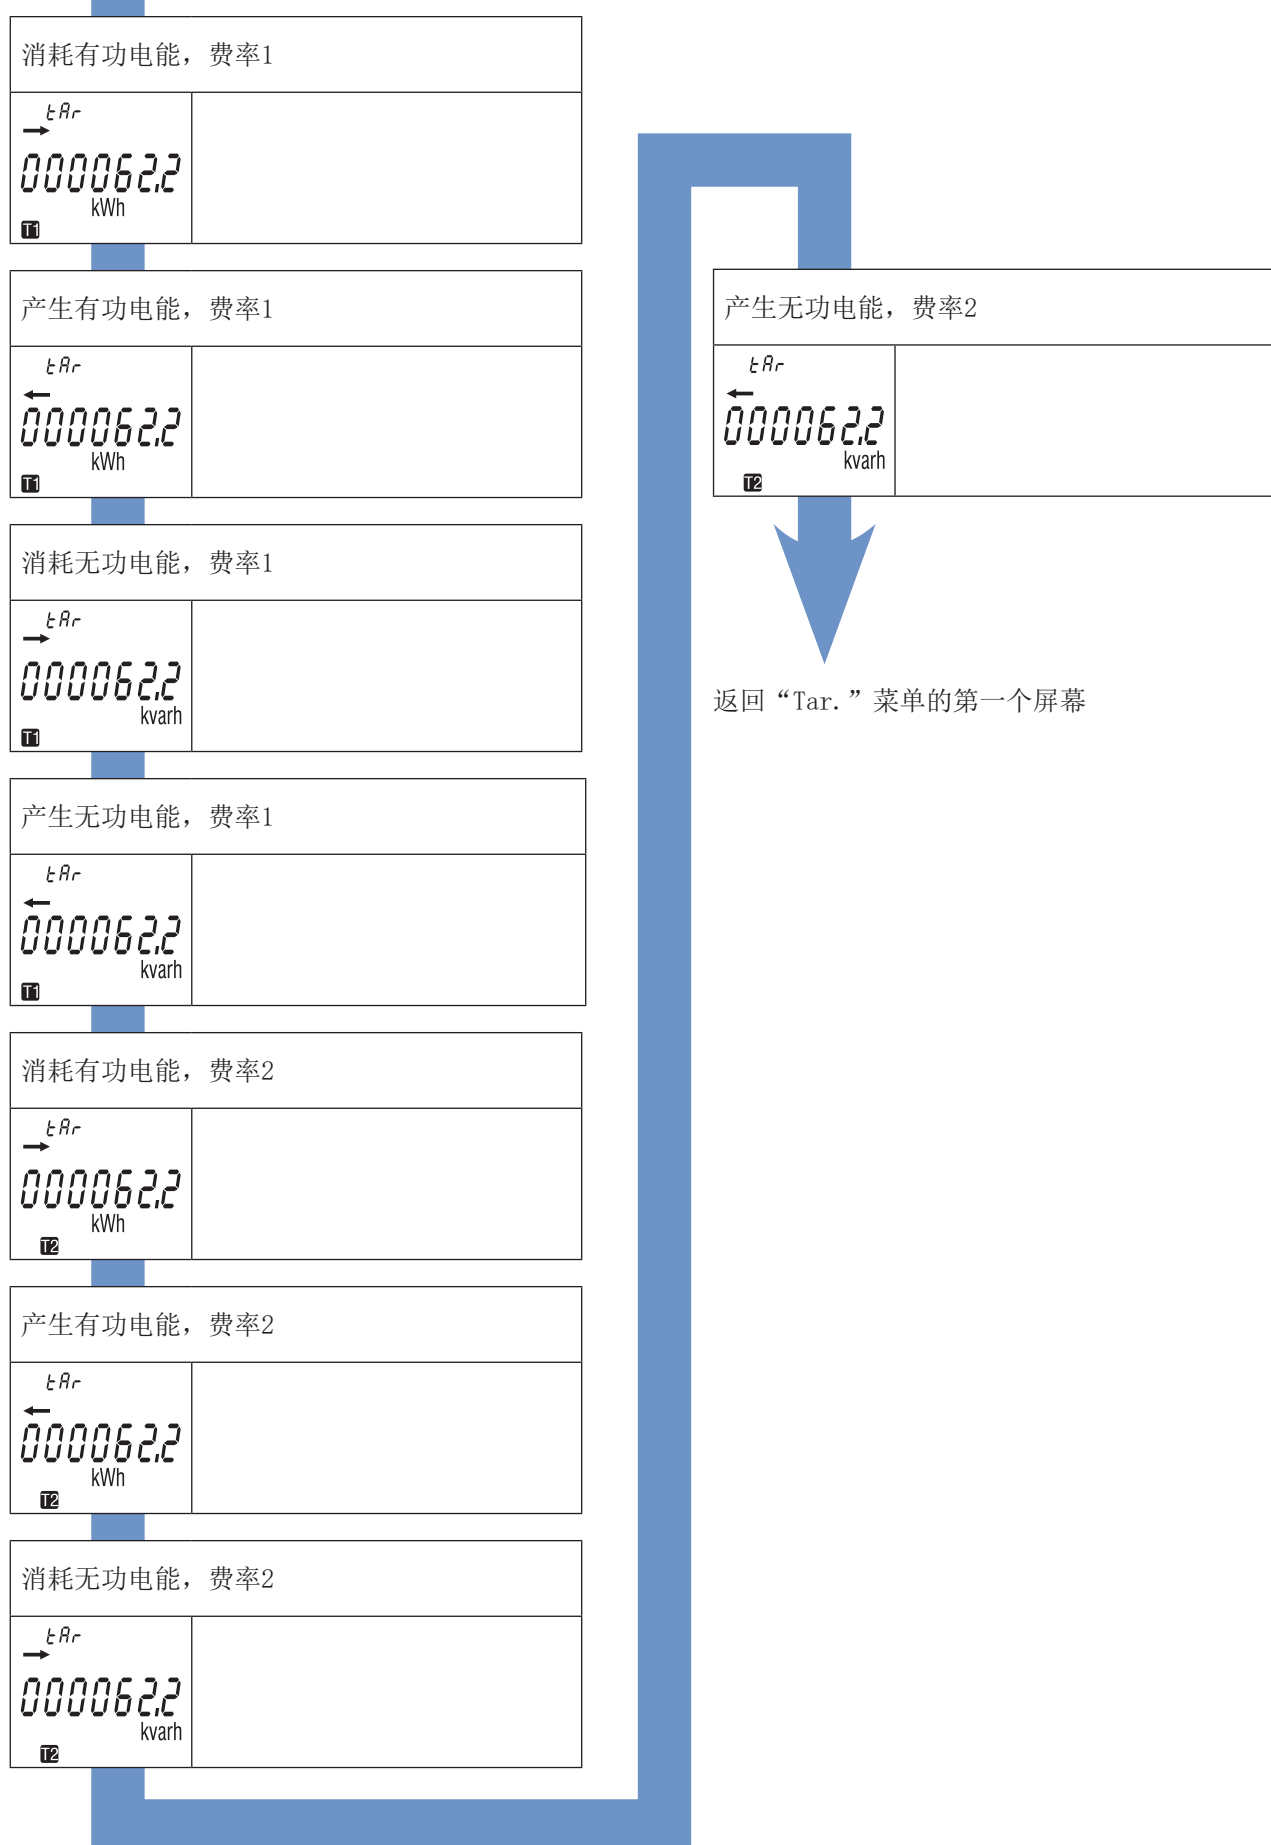 消耗有功电能，费率1
tAr
000062.2
kWh
T1
产生有功电能，费率1
tAr
000062.2
kWh
T1
消耗无功电能，费率1
tAr
000062.2
kvarh
T1
产生无功电能，费率1
tAr
000062.2
kvarh
T1
消耗有功电能，费率2
tAr
000062.2
kWh
T2
产生有功电能，费率2
tAr
000062.2
kWh
T2
消耗无功电能，费率2
tAr
000062.2
kvarh
T2
产生无功电能，费率2
tAr
000062.2
kvarh
T2
返回“Tar.”菜单的第一个屏幕